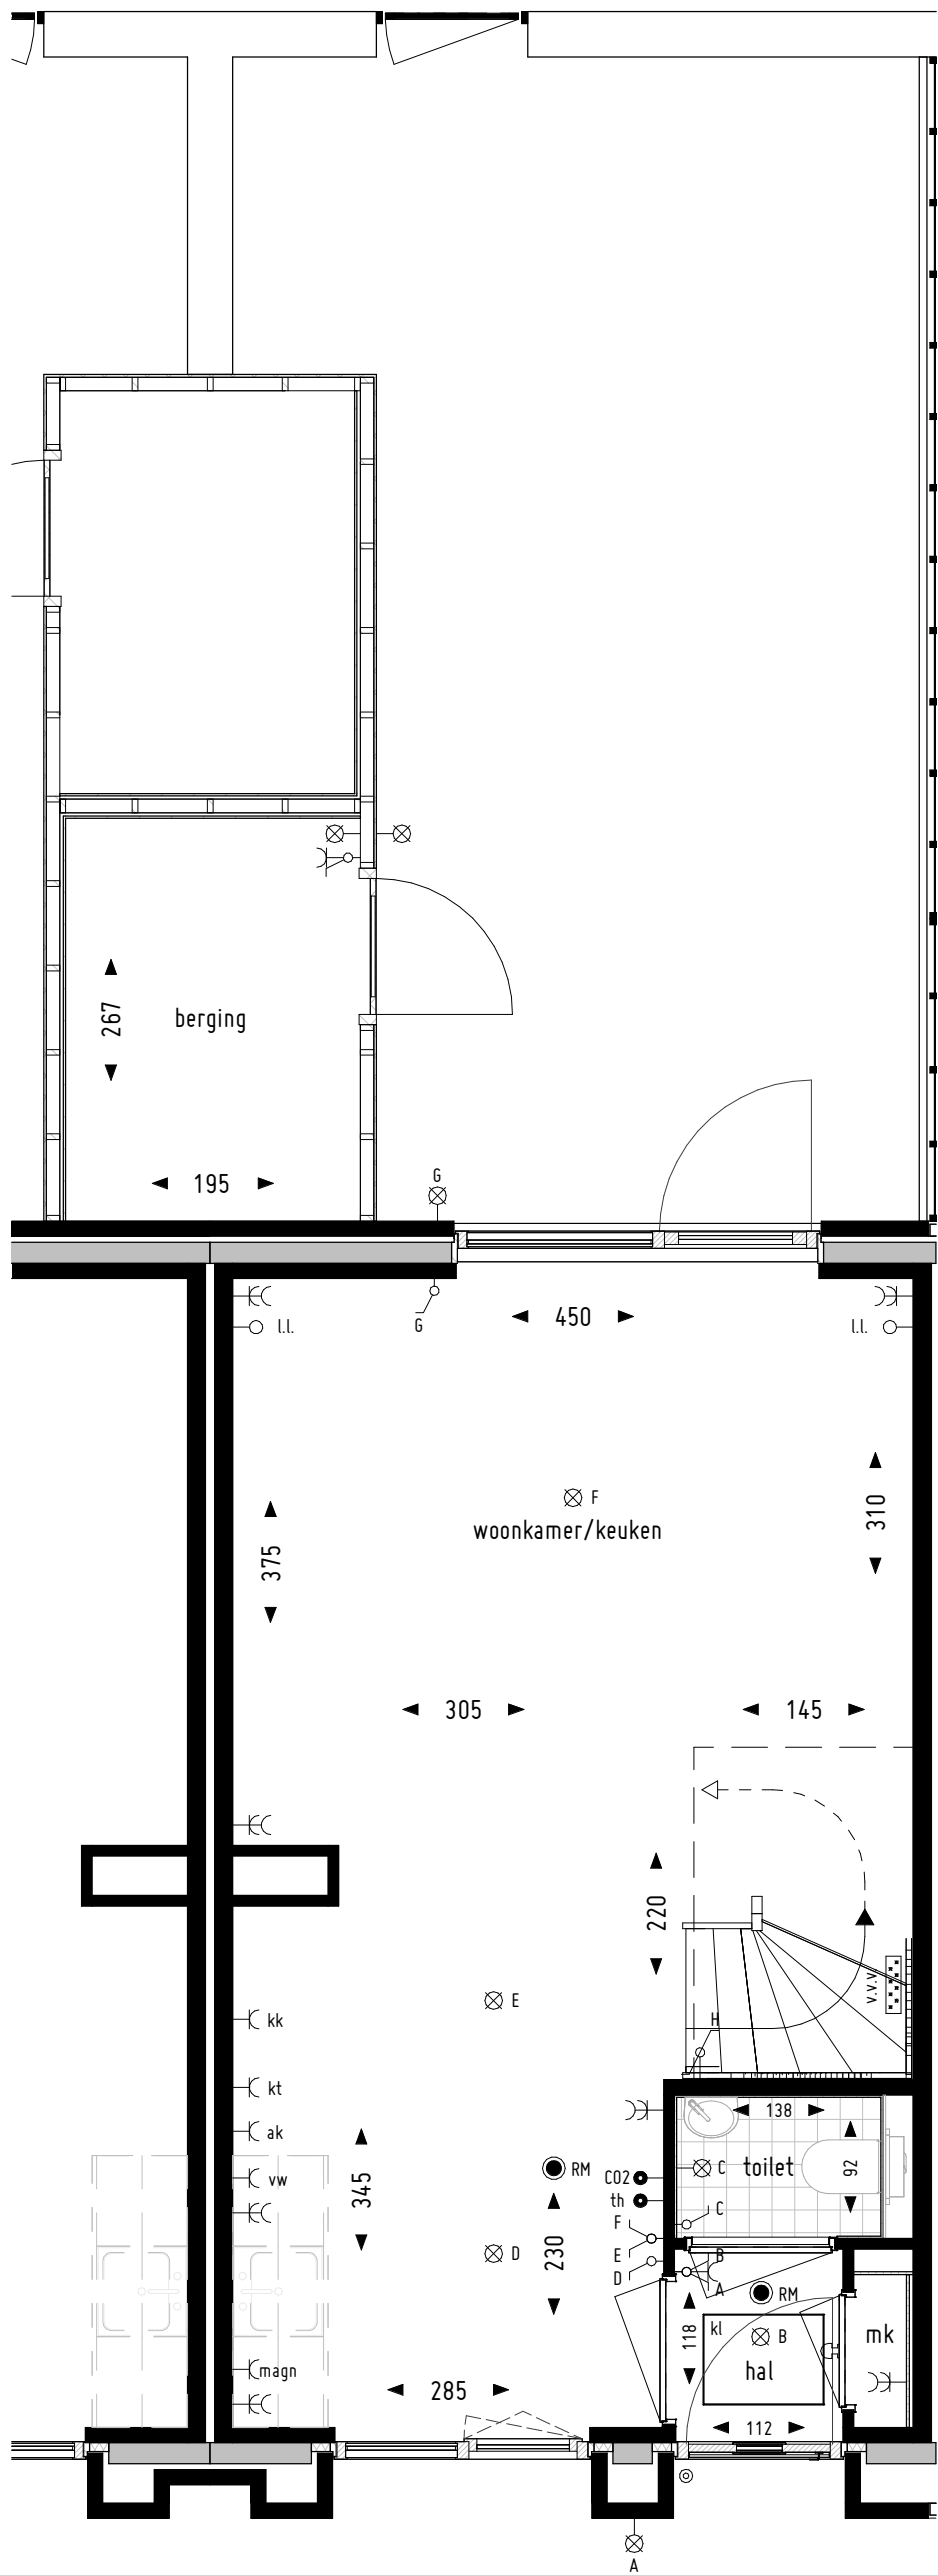 267
berging
195
G
G
450
l.l.
l.l.
F
woonkamer/keuken
310
375
305
145
220
v.v.v.
E
H
kk
kt
ak
vw
138
RM
CO2
C
toilet
92
th
345
F
C
D
230
E
B
D
A
RM
118
kl
B
mk
magn
hal
285
112
A